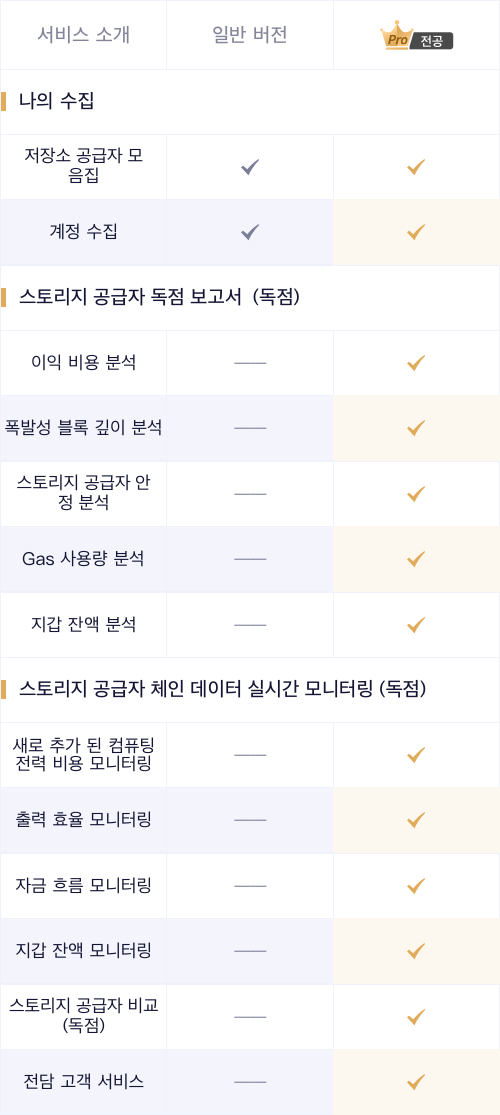 서비스 소개 일반 버전 Pro 전공
나의 수집
저장소 공급자 모
음집
계정 수집
스토리지 공급자 독점 보고서 (독점)
이익 비용 분석
폭발성 블록 깊이 분석
스토리지 공급자 안
정 분석
Gas 사용량 분석
지갑 잔액 분석
스토리지 공급자 체인 데이터 실시간 모니터링 (독점)
새로 추가 된 컴퓨팅
전력 비용 모니터링
출력 효율 모니터링
자금 흐름 모니터링
지갑 잔액 모니터링
스토리지 공급자 비교
(독점)
전담 고객 서비스